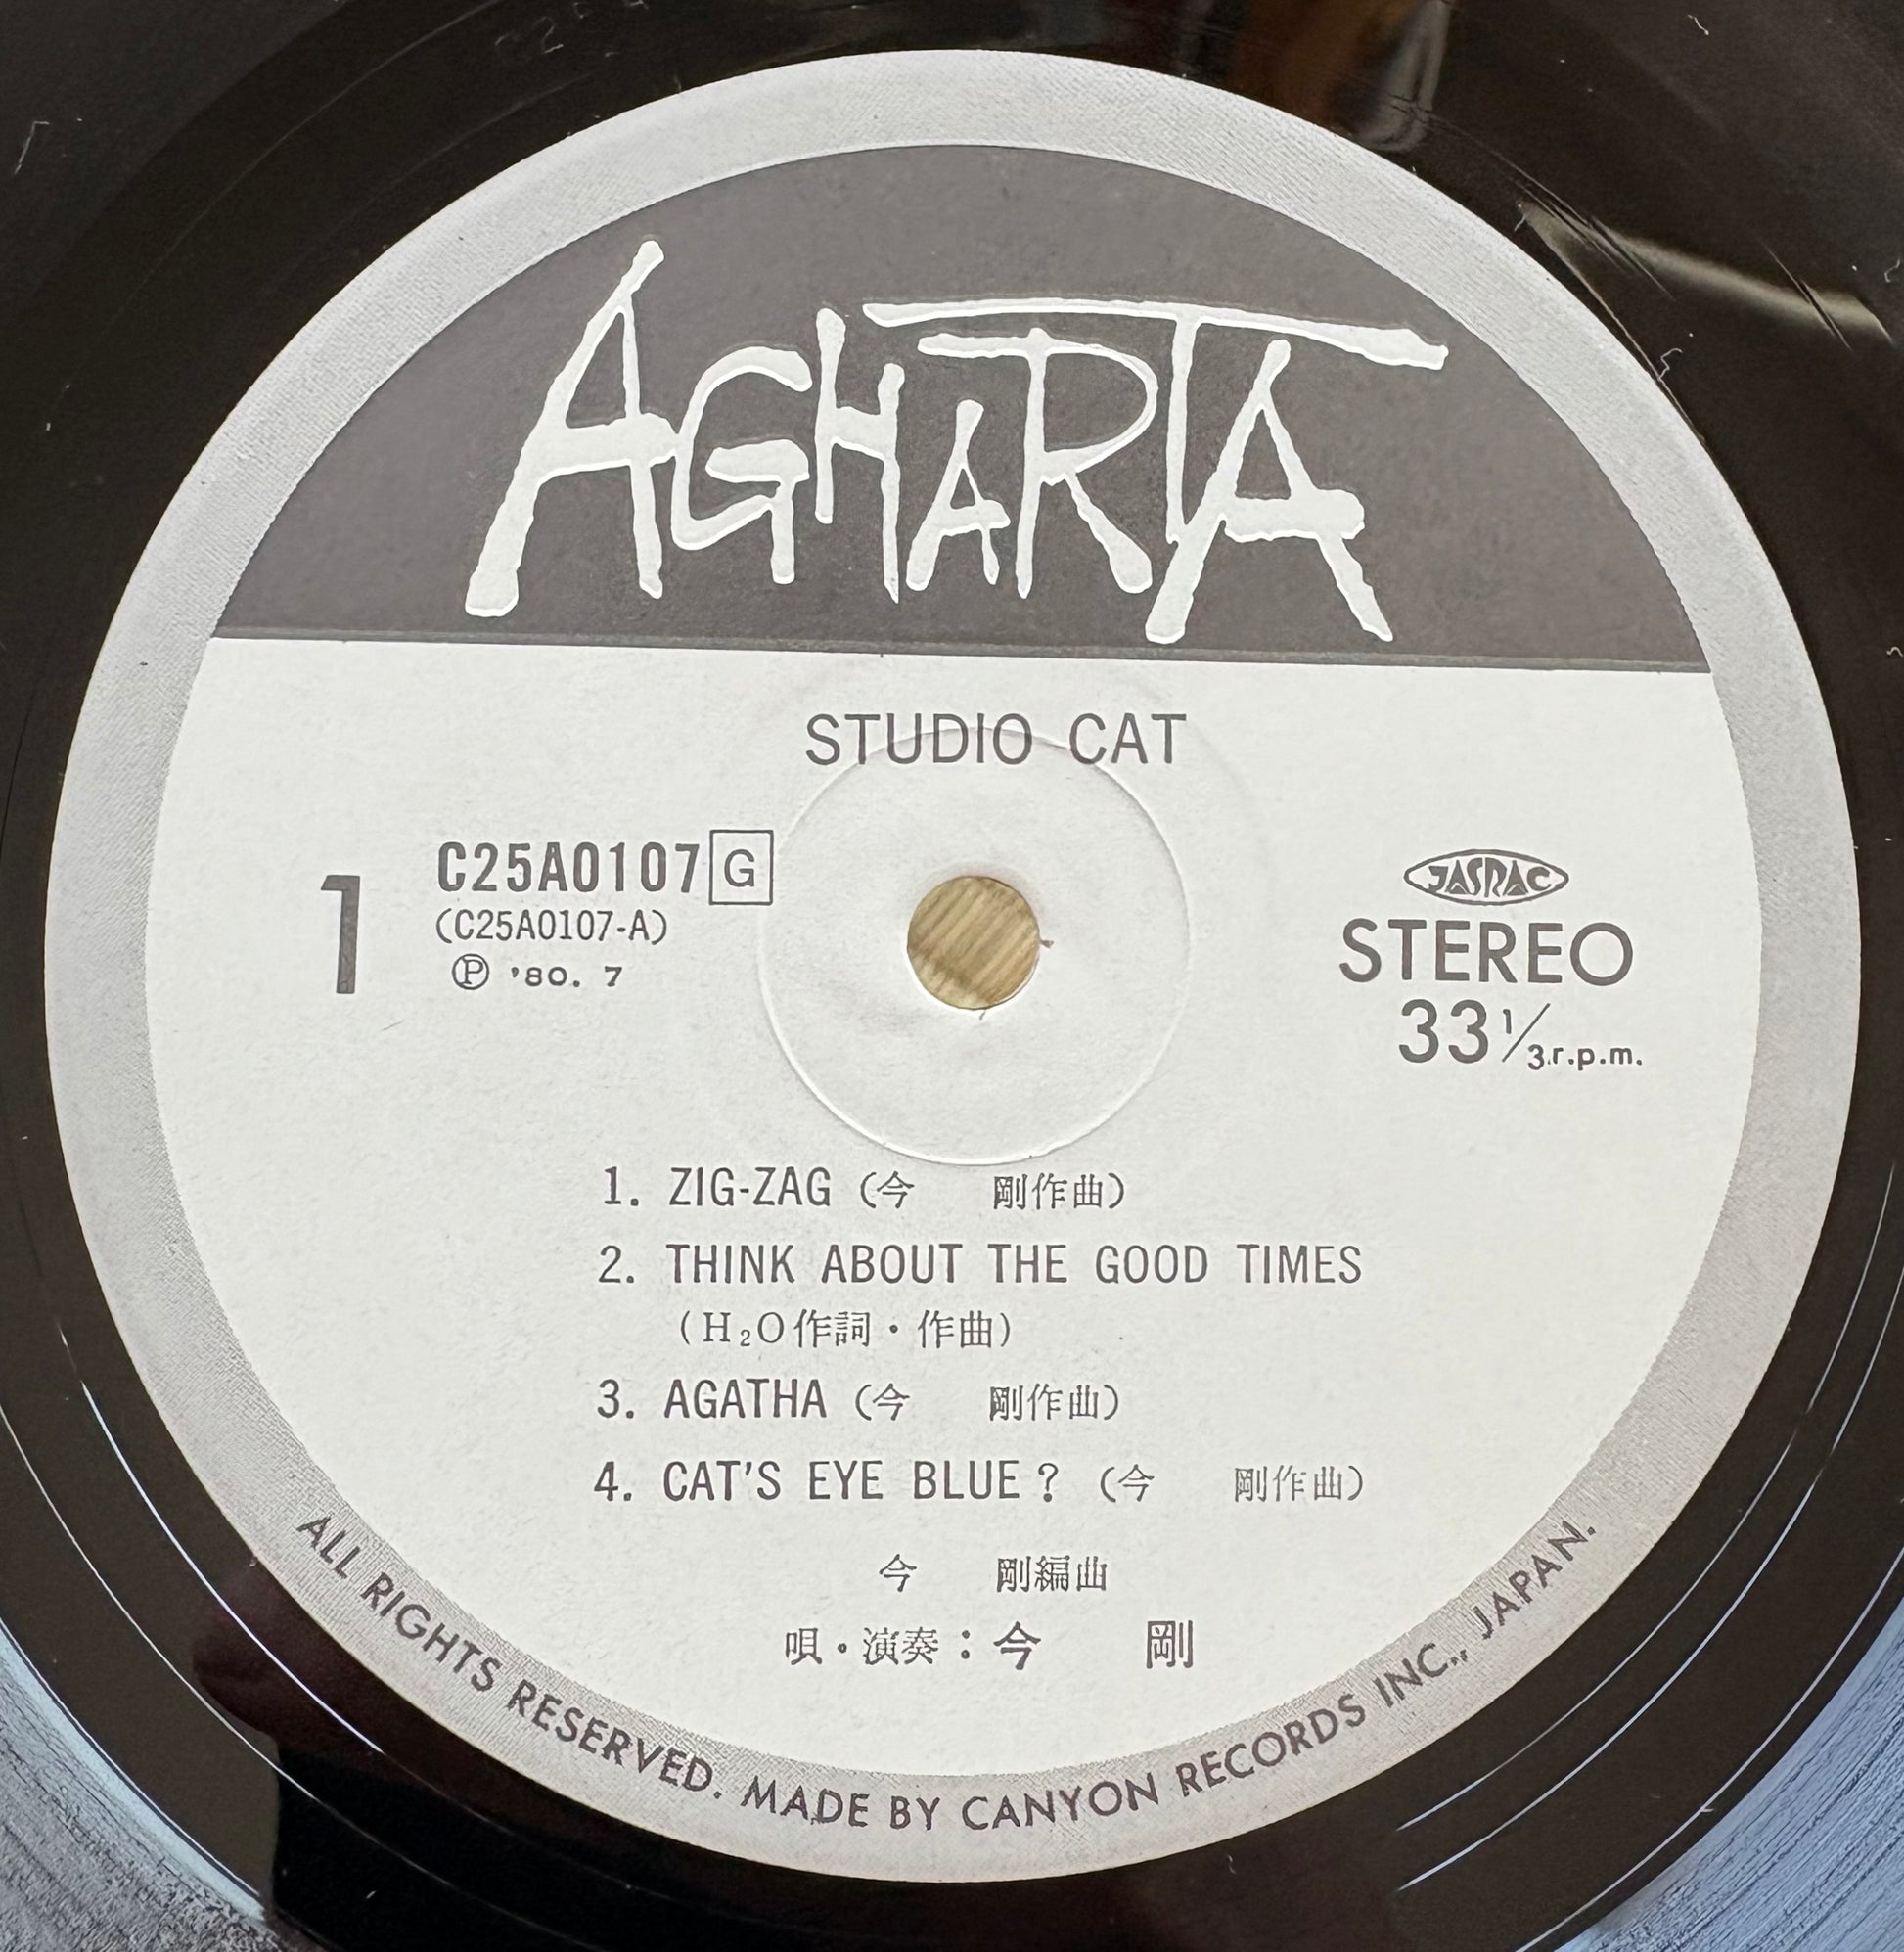 AGHARTA
STUDIO CAT
1
C25A0107 G
(C25A0107-A)
Ⓟ '80. 7
JASRAC
STEREO
33 1/3 r.p.m.
1. ZIG-ZAG (今　剛作曲)
2. THINK ABOUT THE GOOD TIMES
(H₂O作詞・作曲)
3. AGATHA (今　剛作曲)
4. CAT'S EYE BLUE? (今　剛作曲)
今　剛編曲
唄・演奏：今　剛
ALL RIGHTS RESERVED. MADE BY CANYON RECORDS INC., JAPAN.